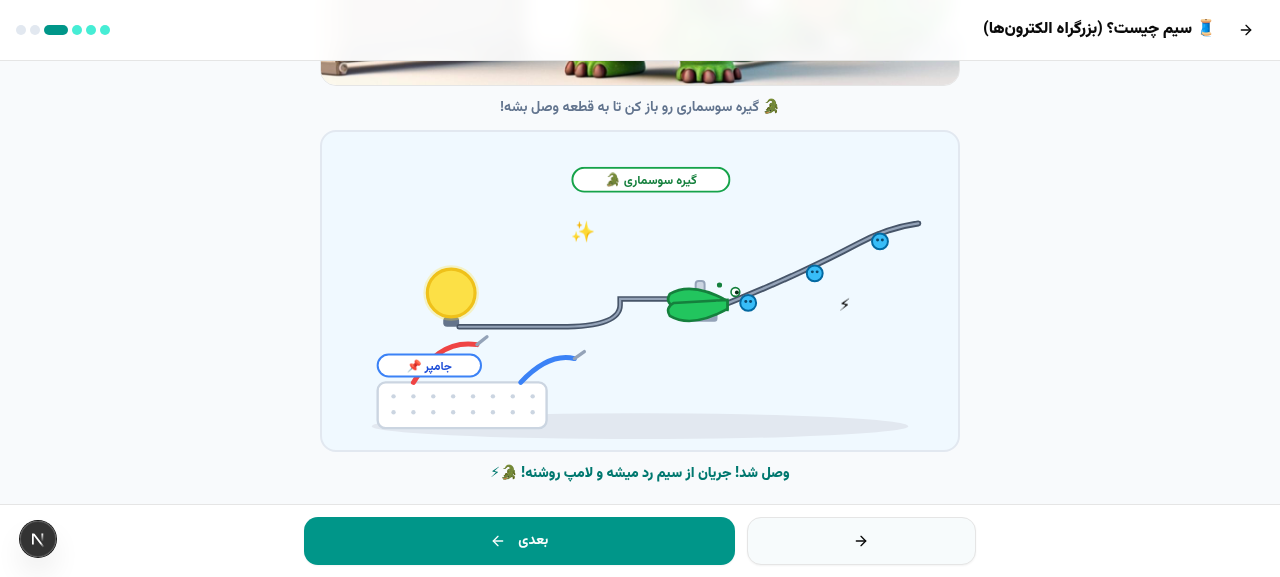 🧵 سیم چیست؟ (بزرگراه الکترون‌ها)
🐊 گیره سوسماری رو باز کن تا به قطعه وصل بشه!
گیره سوسماری 🐊
جامپر 📌
وصل شد! جریان از سیم رد میشه و لامپ روشنه! 🐊⚡
بعدی
N